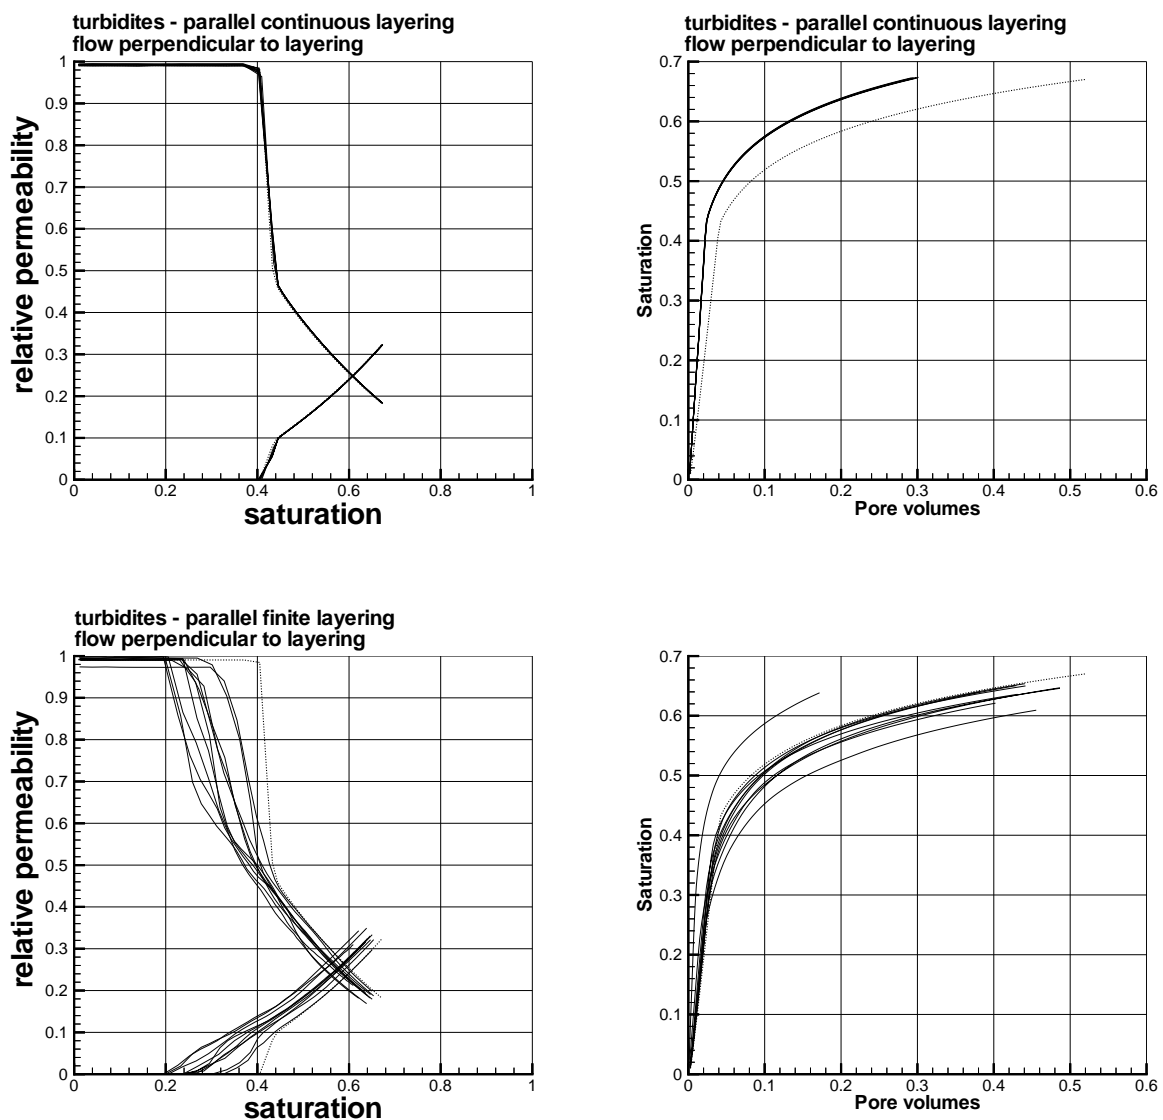 turbidites - parallel continuous layering
flow perpendicular to layering
relative permeability
1
0.9
0.8
0.7
0.6
0.5
0.4
0.3
0.2
0.1
0
0 0.2 0.4 0.6 0.8 1
saturation
turbidites - parallel continuous layering
flow perpendicular to layering
Saturation
0.7
0.6
0.5
0.4
0.3
0.2
0.1
0
0 0.1 0.2 0.3 0.4 0.5 0.6
Pore volumes
turbidites - parallel finite layering
flow perpendicular to layering
relative permeability
1
0.9
0.8
0.7
0.6
0.5
0.4
0.3
0.2
0.1
0
0 0.2 0.4 0.6 0.8 1
saturation
Saturation
0.7
0.6
0.5
0.4
0.3
0.2
0.1
0
0 0.1 0.2 0.3 0.4 0.5 0.6
Pore volumes